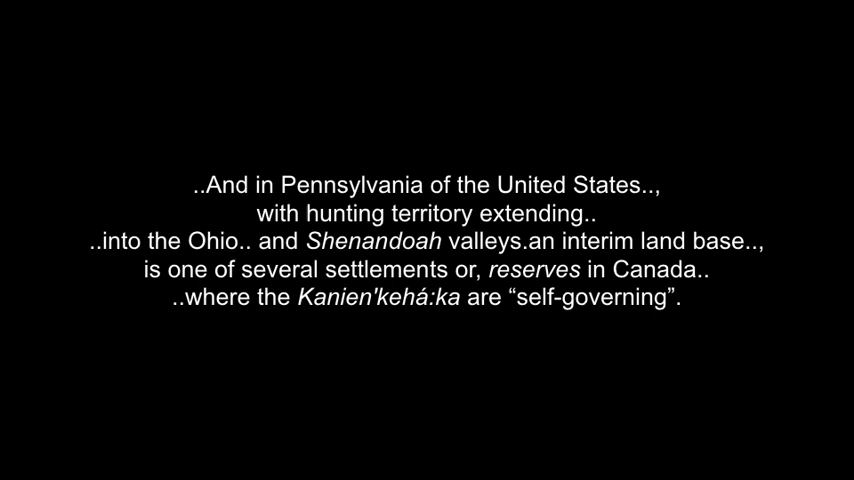 ..And in Pennsylvania of the United States..,
with hunting territory extending..
..into the Ohio.. and Shenandoah valleys.an interim land base..,
is one of several settlements or, reserves in Canada..
..where the Kanien'kehá:ka are “self-governing”.